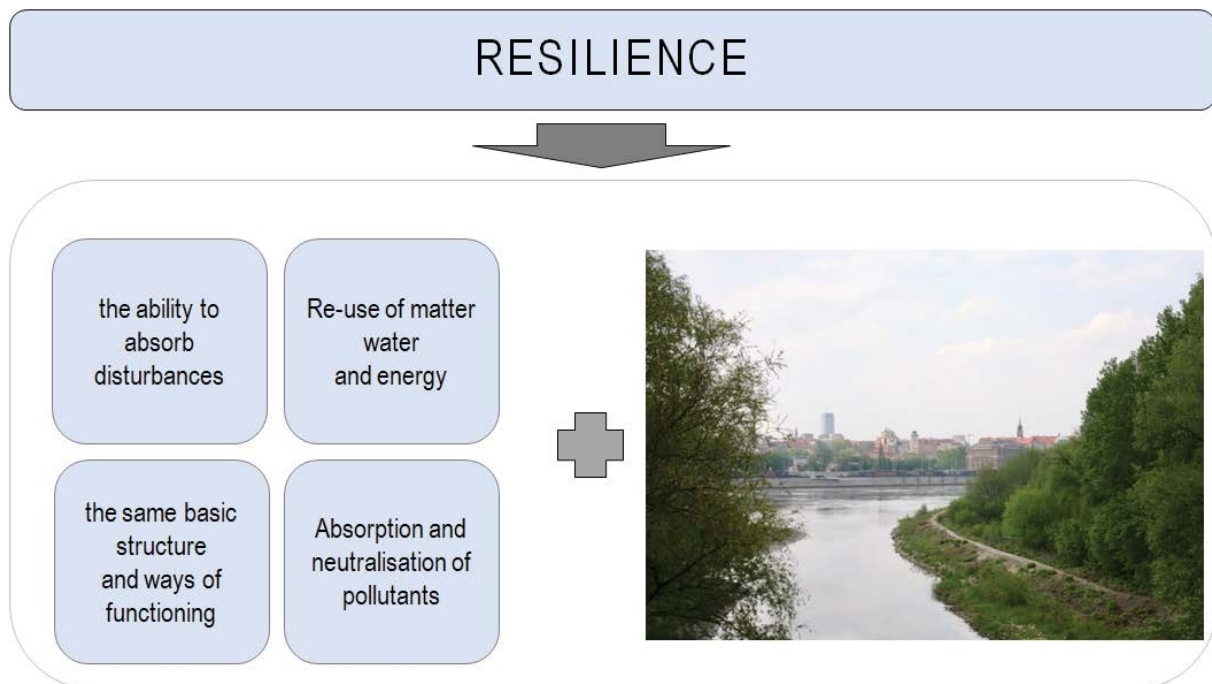 RESILIENCE
the ability to
absorb
disturbances
Re-use of matter
water
and energy
the same basic
structure
and ways of
functioning
Absorption and
neutralisation of
pollutants